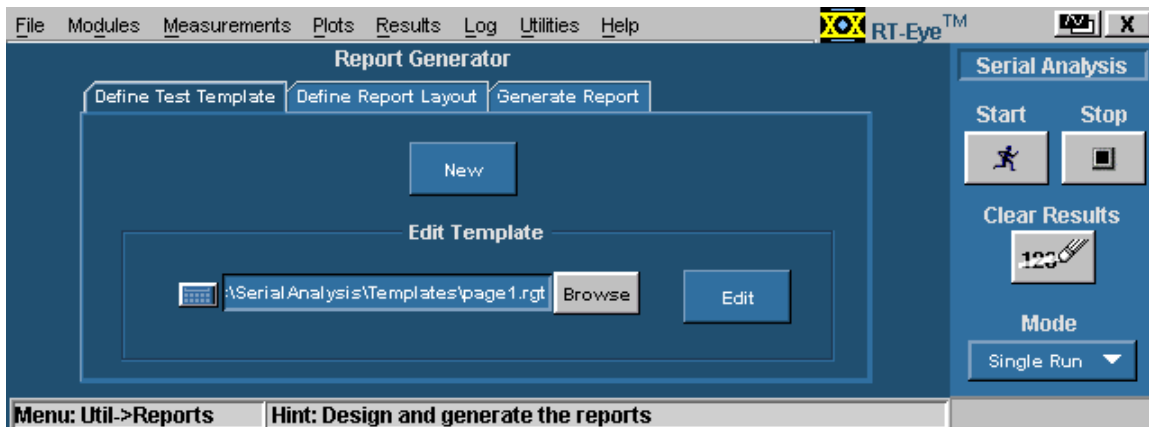 File Modules Measurements Plots Results Log Utilities Help RT-Eye™ X
Report Generator
Define Test Template Define Report Layout Generate Report
New
Edit Template
:\SerialAnalysis\Templates\page1.rgt Browse Edit
Serial Analysis
Start Stop
Clear Results
123
Mode
Single Run
Menu: Util->Reports Hint: Design and generate the reports